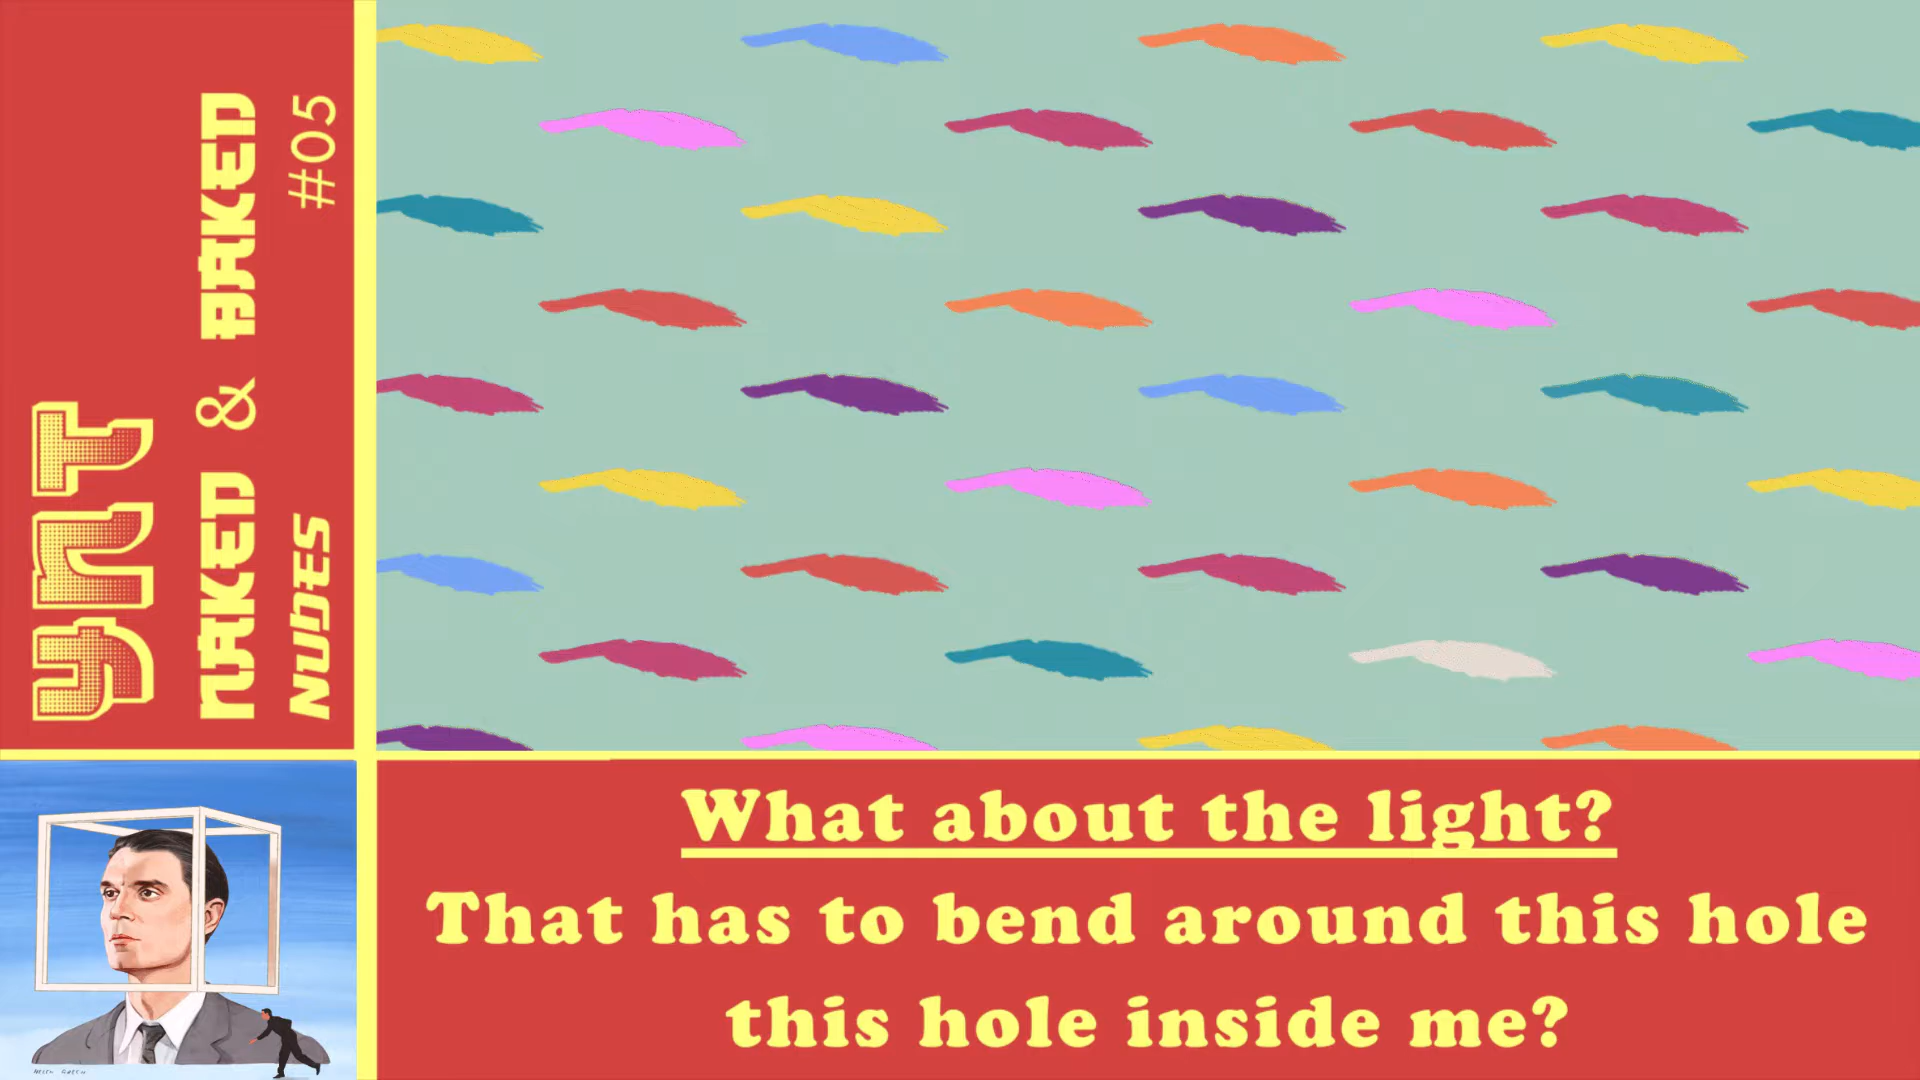 YNT
NAKED & BAKED
NUDES #05
What about the light?
That has to bend around this hole
this hole inside me?